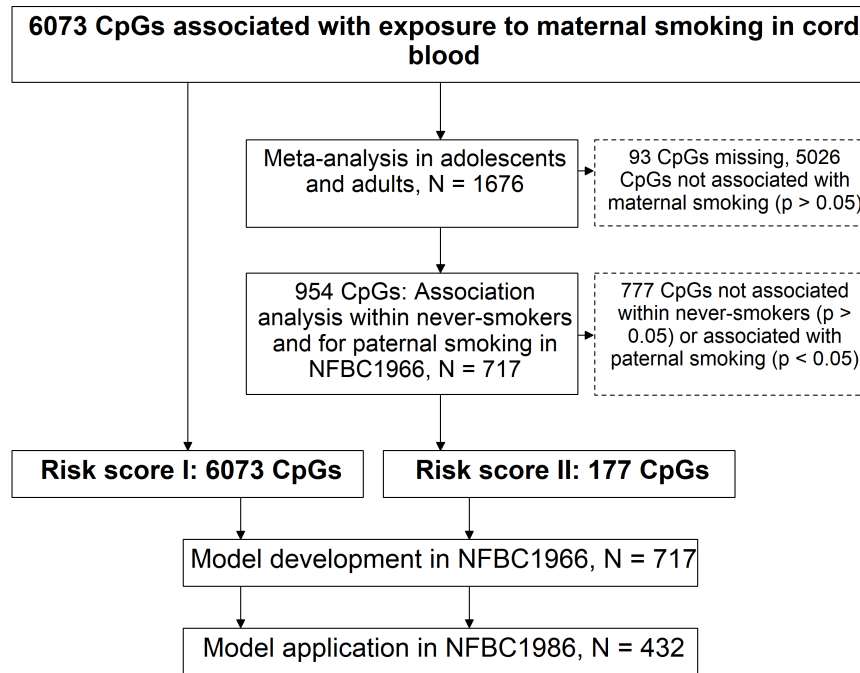 6073 CpGs associated with exposure to maternal smoking in cord
blood
Meta-analysis in adolescents
and adults, N = 1676
93 CpGs missing, 5026
CpGs not associated with
maternal smoking (p > 0.05)
954 CpGs: Association
analysis within never-smokers
and for paternal smoking in
NFBC1966, N = 717
777 CpGs not associated
within never-smokers (p >
0.05) or associated with
paternal smoking (p < 0.05)
Risk score I: 6073 CpGs
Risk score II: 177 CpGs
Model development in NFBC1966, N = 717
Model application in NFBC1986, N = 432